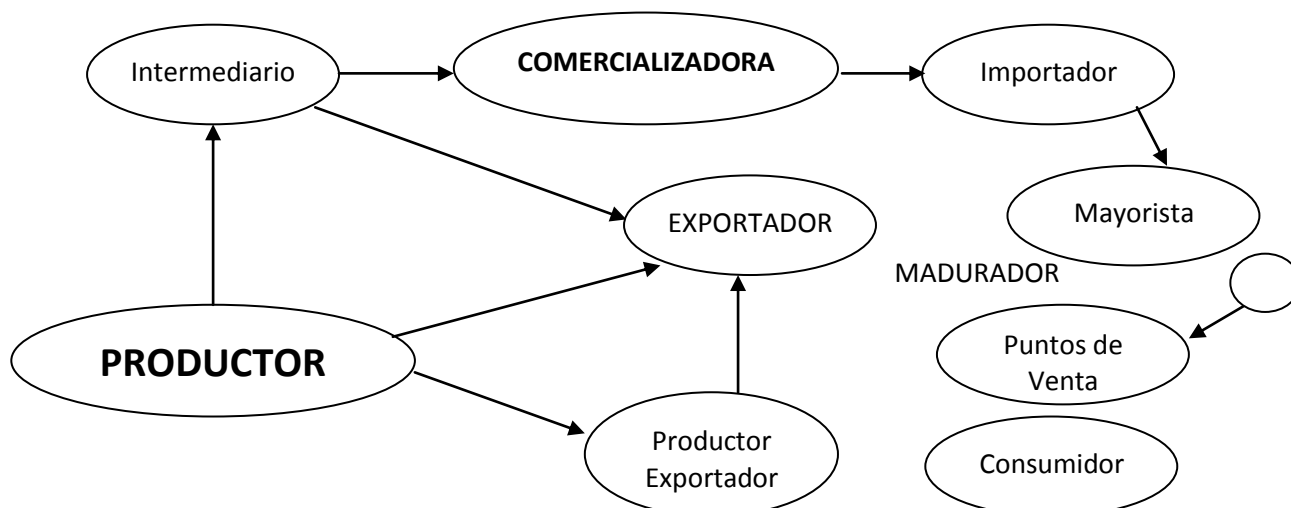 Intermediario
COMERCIALIZADORA
Importador
Mayorista
EXPORTADOR
MADURADOR
PRODUCTOR
Puntos de
Venta
Productor
Exportador
Consumidor